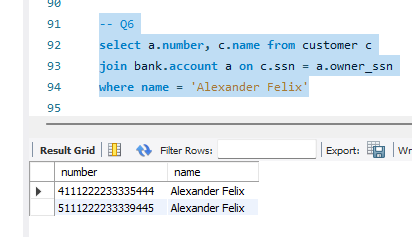 90
91
92
93
94
95
-- Q6
select a.number, c.name from customer c
join bank.account a on c.ssn = a.owner_ssn
where name = 'Alexander Felix'
Result Grid Filter Rows: Export: Wr
number name
4111222233335444 Alexander Felix
5111222233339445 Alexander Felix